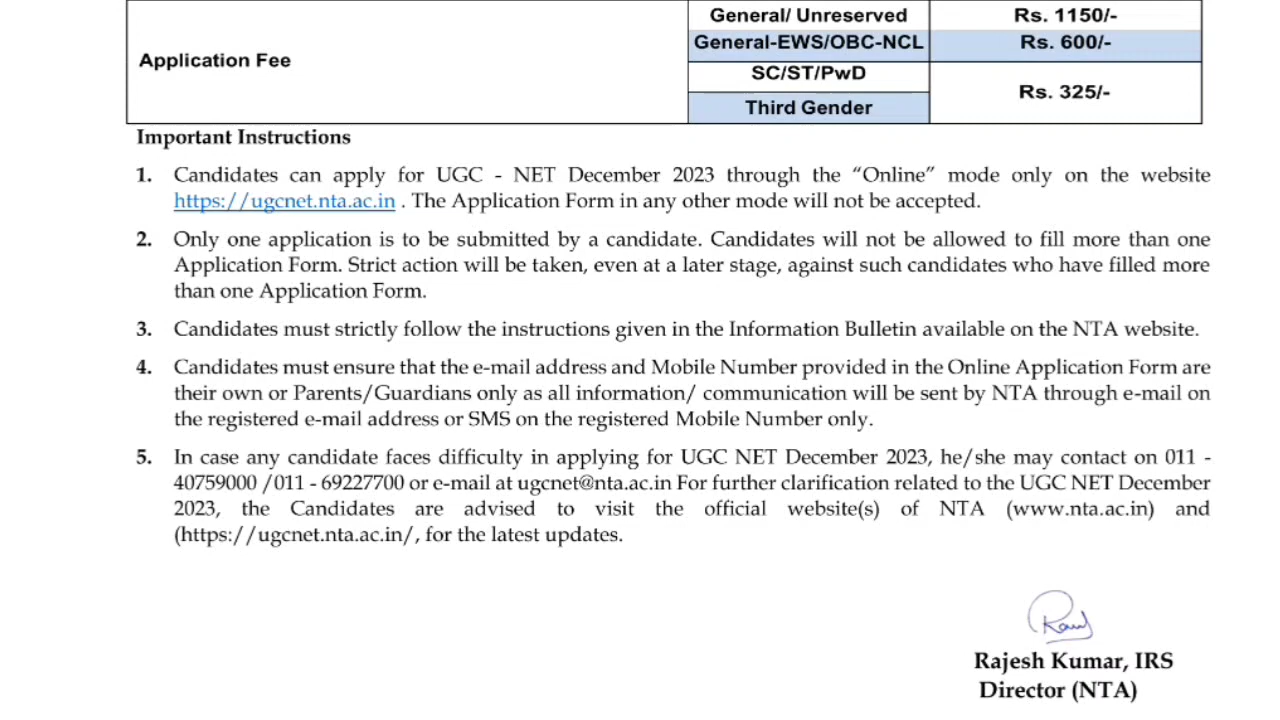 General/ Unreserved Rs. 1150/-
General-EWS/OBC-NCL Rs. 600/-
Application Fee
SC/ST/PwD
Rs. 325/-
Third Gender
Important Instructions
1. Candidates can apply for UGC - NET December 2023 through the “Online” mode only on the website
https://ugcnet.nta.ac.in . The Application Form in any other mode will not be accepted.
2. Only one application is to be submitted by a candidate. Candidates will not be allowed to fill more than one
Application Form. Strict action will be taken, even at a later stage, against such candidates who have filled more
than one Application Form.
3. Candidates must strictly follow the instructions given in the Information Bulletin available on the NTA website.
4. Candidates must ensure that the e-mail address and Mobile Number provided in the Online Application Form are
their own or Parents/Guardians only as all information/ communication will be sent by NTA through e-mail on
the registered e-mail address or SMS on the registered Mobile Number only.
5. In case any candidate faces difficulty in applying for UGC NET December 2023, he/she may contact on 011 -
40759000 /011 - 69227700 or e-mail at ugcnet@nta.ac.in For further clarification related to the UGC NET December
2023, the Candidates are advised to visit the official website(s) of NTA (www.nta.ac.in) and
(https://ugcnet.nta.ac.in/, for the latest updates.
Rajesh Kumar, IRS
Director (NTA)